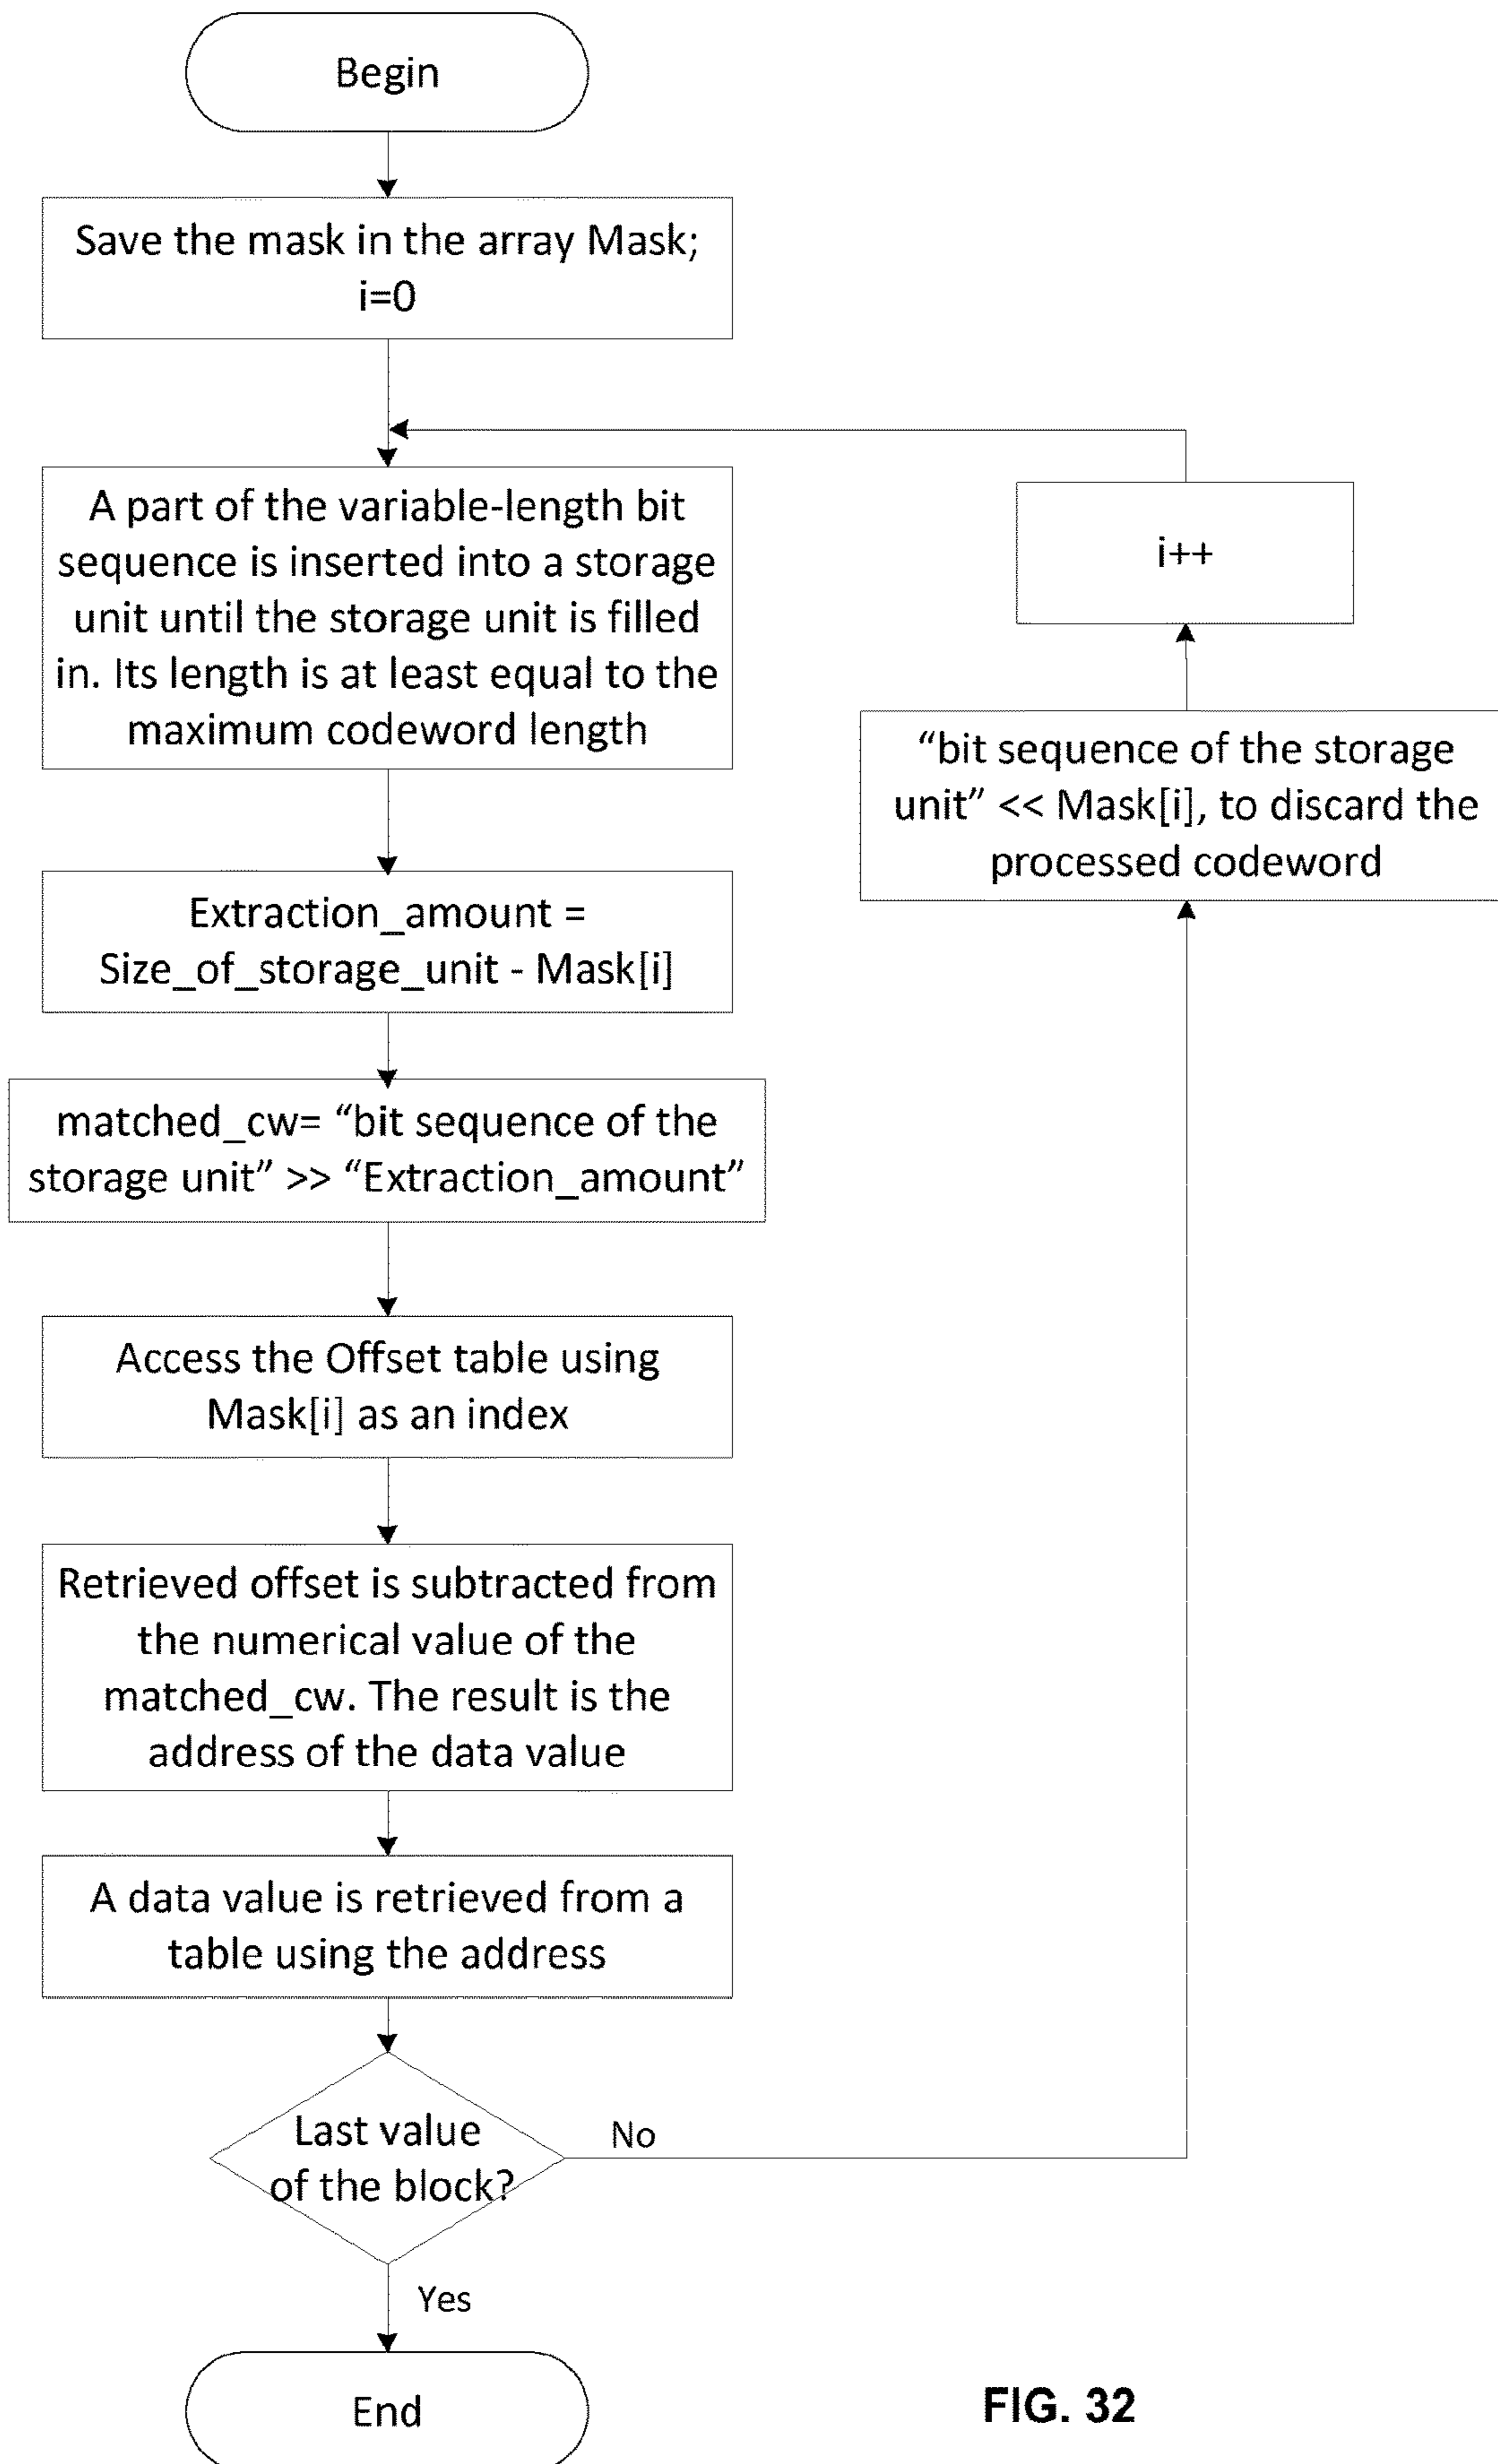 Begin
Save the mask in the array Mask;
i=0
A part of the variable-length bit
sequence is inserted into a storage
unit until the storage unit is filled
in. Its length is at least equal to the
maximum codeword length
i++
“bit sequence of the storage
unit” << Mask[i], to discard the
processed codeword
Extraction_amount =
Size_of_storage_unit - Mask[i]
matched_cw= “bit sequence of the
storage unit” >> “Extraction_amount”
Access the Offset table using
Mask[i] as an index
Retrieved offset is subtracted from
the numerical value of the
matched_cw. The result is the
address of the data value
A data value is retrieved from a
table using the address
Last value
of the block?
No
Yes
End
FIG. 32